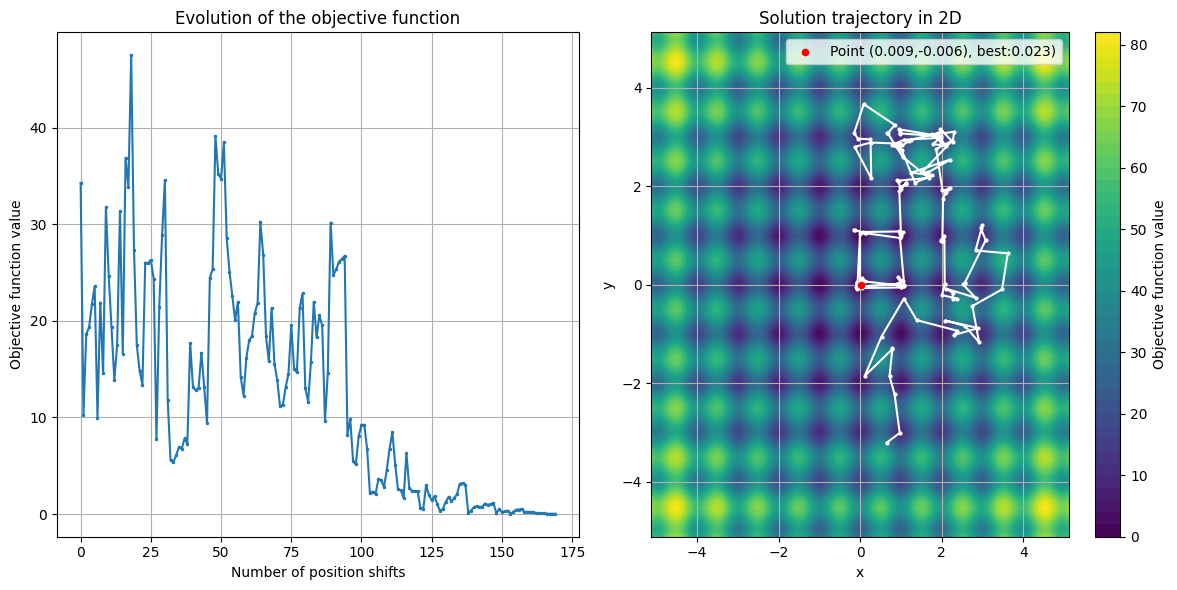 Evolution of the objective function
Objective function value
40
30
20
10
0
0 25 50 75 100 125 150 175
Number of position shifts
Solution trajectory in 2D
Point (0.009,-0.006), best:0.023)
y
4
2
0
−2
−4
−4 −2 0 2 4
x
80
70
60
50
40
30
20
10
0
Objective function value